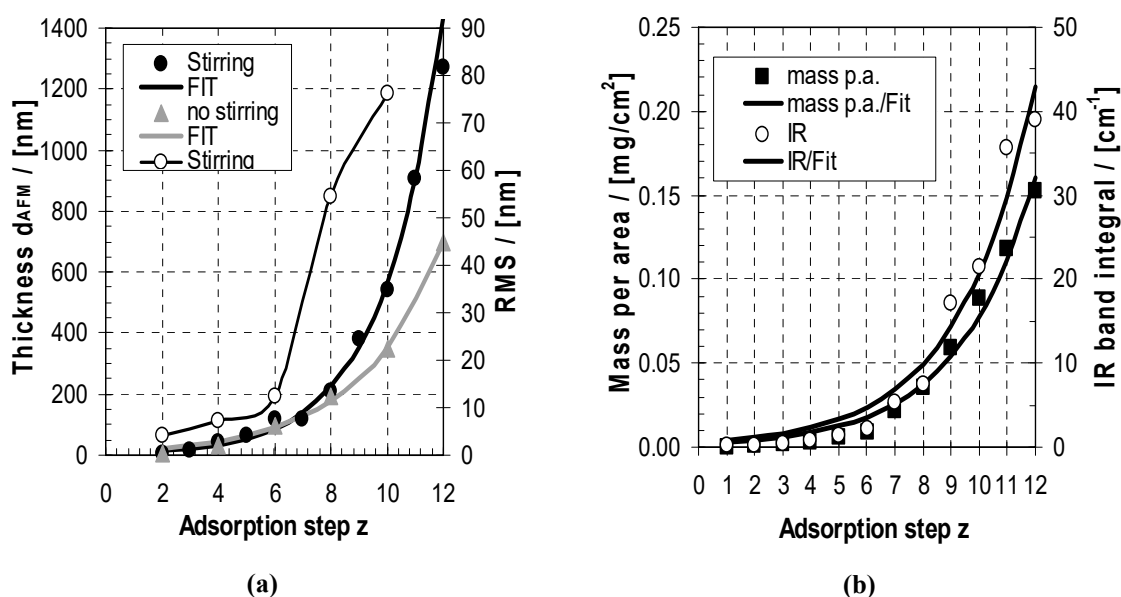 1400
1200
1000
800
600
400
200
0
Thickness dAFM / [nm]
Stirring
FIT
no stirring
FIT
Stirring
90
80
70
60
50
40
30
20
10
0
RMS / [nm]
0 2 4 6 8 10 12
Adsorption step z
(a)
0.25
0.20
0.15
0.10
0.05
0.00
Mass per area / [mg/cm2]
mass p.a.
mass p.a./Fit
IR
IR/Fit
50
40
30
20
10
0
IR band integral / [cm-1]
0 1 2 3 4 5 6 7 8 9 10 11 12
Adsorption step z
(b)